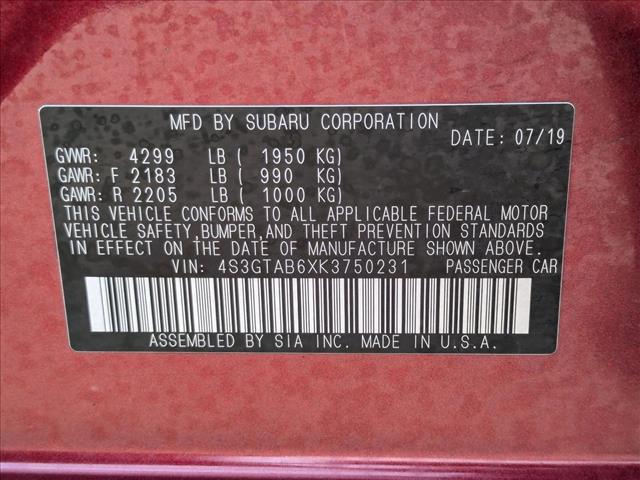 MFD BY SUBARU CORPORATION
DATE: 07/19
GVWR: 4299 LB ( 1950 KG)
GAWR: F 2183 LB ( 990 KG)
GAWR: R 2205 LB ( 1000 KG)
THIS VEHICLE CONFORMS TO ALL APPLICABLE FEDERAL MOTOR
VEHICLE SAFETY,BUMPER,AND THEFT PREVENTION STANDARDS
IN EFFECT ON THE DATE OF MANUFACTURE SHOWN ABOVE.
VIN: 4S3GTAB6XK3750231 PASSENGER CAR
ASSEMBLED BY SIA INC. MADE IN U.S.A.